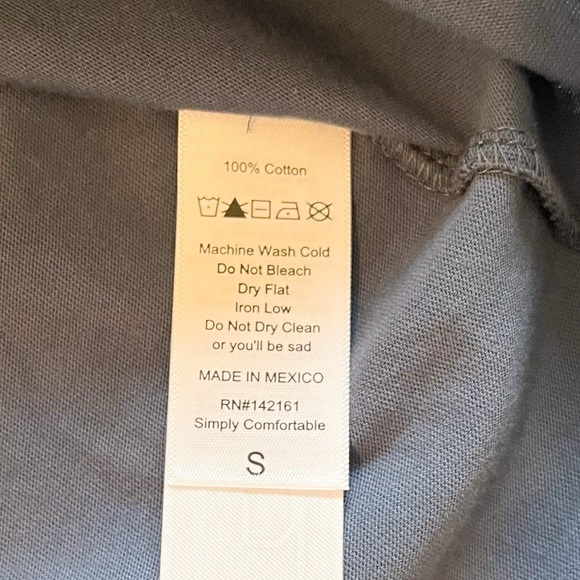 100% Cotton
Machine Wash Cold
Do Not Bleach
Dry Flat
Iron Low
Do Not Dry Clean
or you'll be sad
MADE IN MEXICO
RN#142161
Simply Comfortable
S